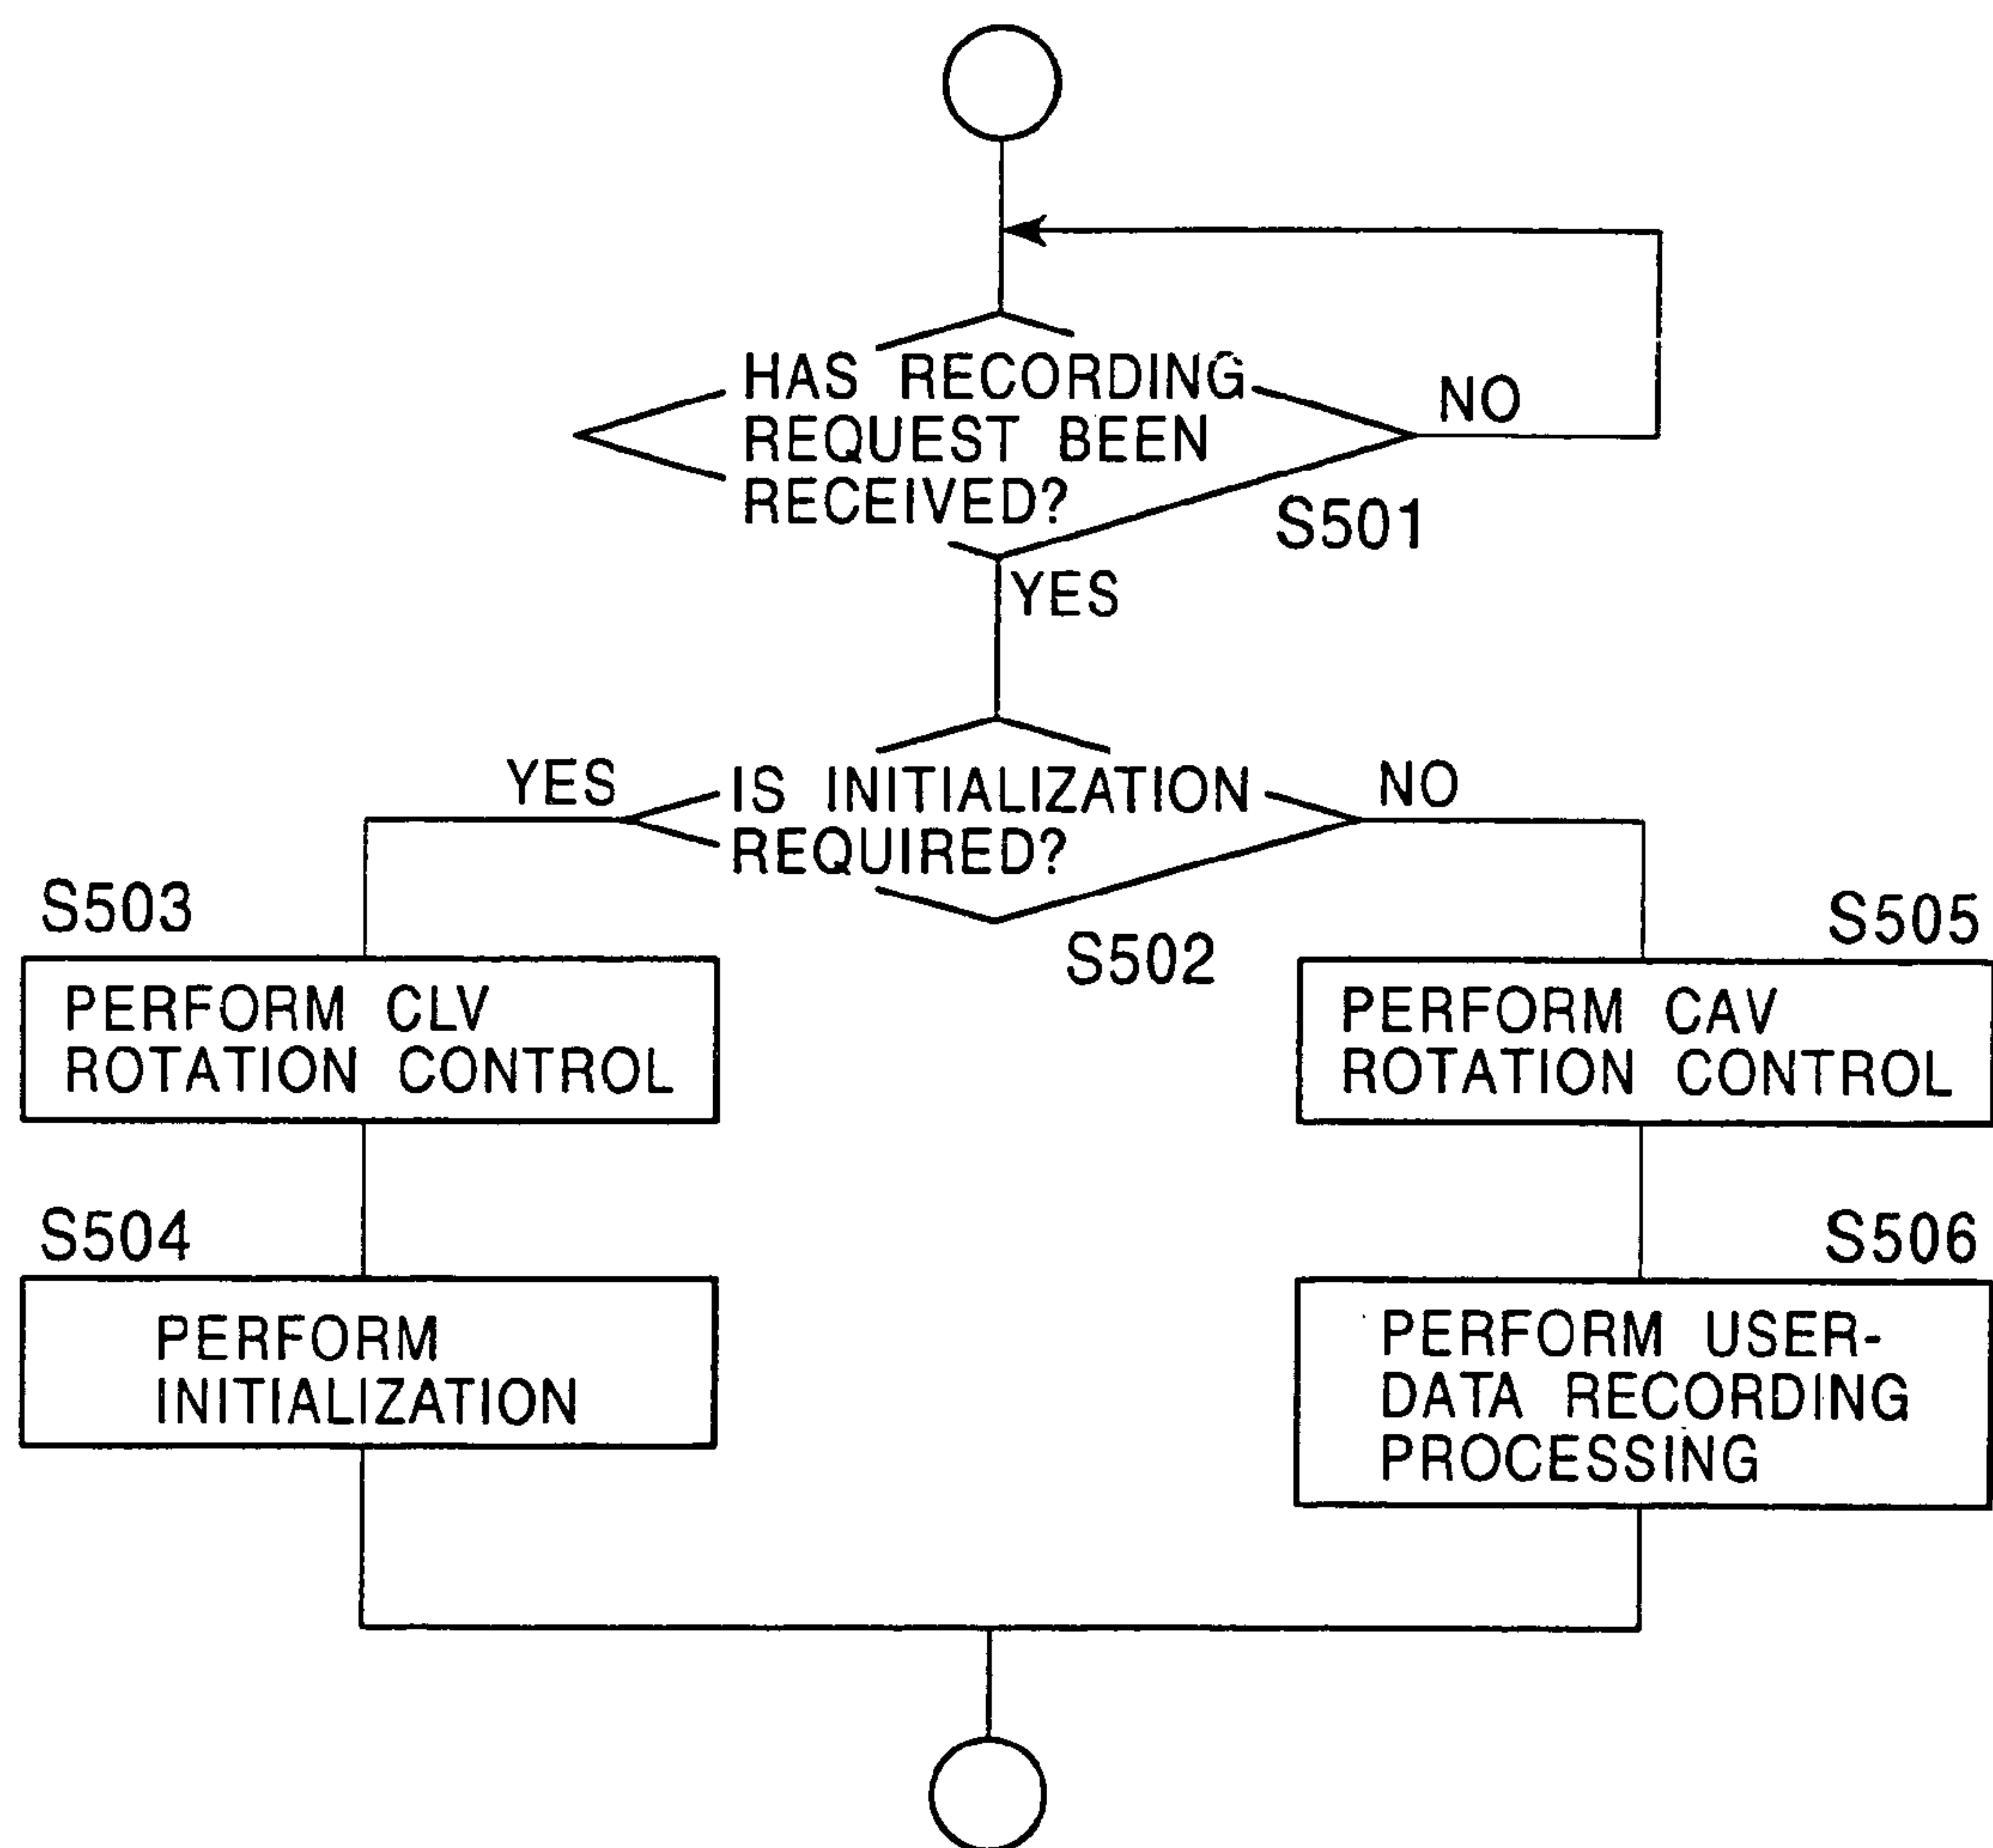 HAS RECORDING
REQUEST BEEN
RECEIVED?
NO
S501
YES
YES
IS INITIALIZATION
REQUIRED?
NO
S502
S503
PERFORM CLV
ROTATION CONTROL
S505
PERFORM CAV
ROTATION CONTROL
S504
PERFORM
INITIALIZATION
S506
PERFORM USER-
DATA RECORDING
PROCESSING